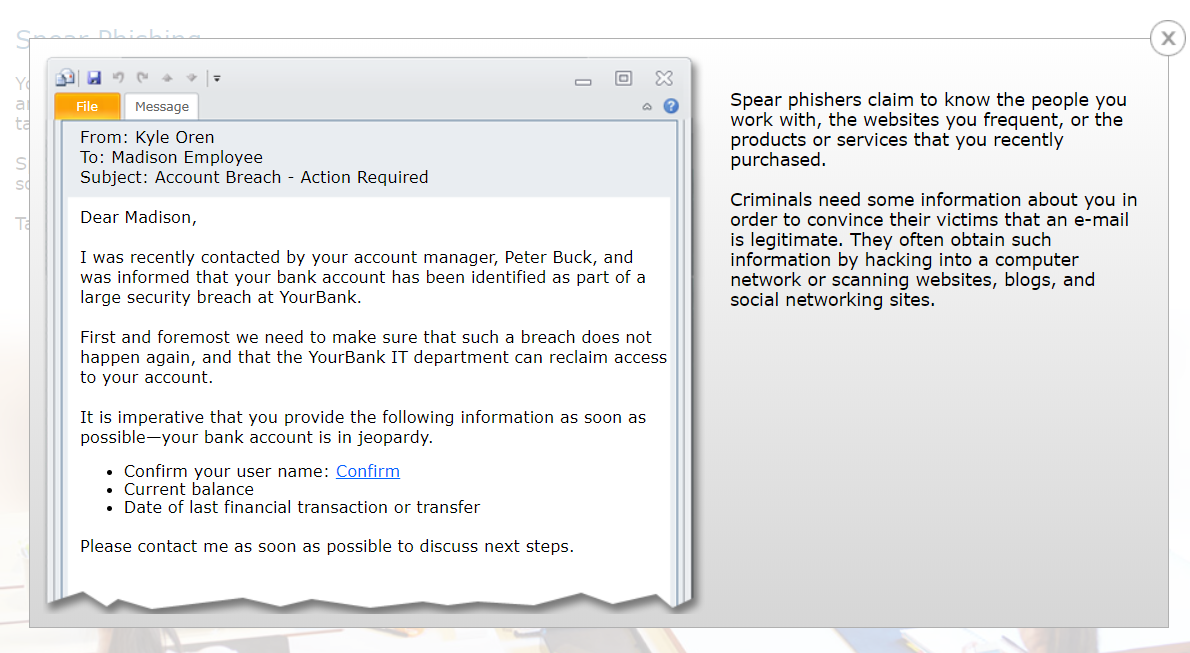 Spear Phishing
File
Message
From: Kyle Oren
To: Madison Employee
Subject: Account Breach - Action Required
Dear Madison,
I was recently contacted by your account manager, Peter Buck, and
was informed that your bank account has been identified as part of a
large security breach at YourBank.
First and foremost we need to make sure that such a breach does not
happen again, and that the YourBank IT department can reclaim access
to your account.
It is imperative that you provide the following information as soon as
possible—your bank account is in jeopardy.
• Confirm your user name: Confirm
• Current balance
• Date of last financial transaction or transfer
Please contact me as soon as possible to discuss next steps.
Spear phishers claim to know the people you
work with, the websites you frequent, or the
products or services that you recently
purchased.
Criminals need some information about you in
order to convince their victims that an e-mail
is legitimate. They often obtain such
information by hacking into a computer
network or scanning websites, blogs, and
social networking sites.